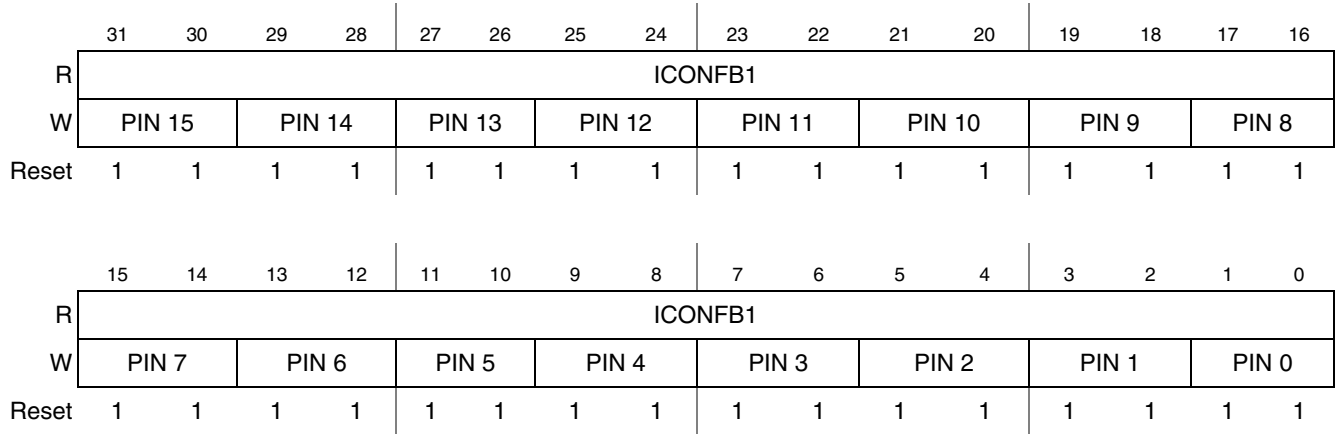 31 30 29 28 27 26 25 24 23 22 21 20 19 18 17 16
R ICONFB1
W PIN 15 PIN 14 PIN 13 PIN 12 PIN 11 PIN 10 PIN 9 PIN 8
Reset 1 1 1 1 1 1 1 1 1 1 1 1 1 1 1 1
15 14 13 12 11 10 9 8 7 6 5 4 3 2 1 0
R ICONFB1
W PIN 7 PIN 6 PIN 5 PIN 4 PIN 3 PIN 2 PIN 1 PIN 0
Reset 1 1 1 1 1 1 1 1 1 1 1 1 1 1 1 1